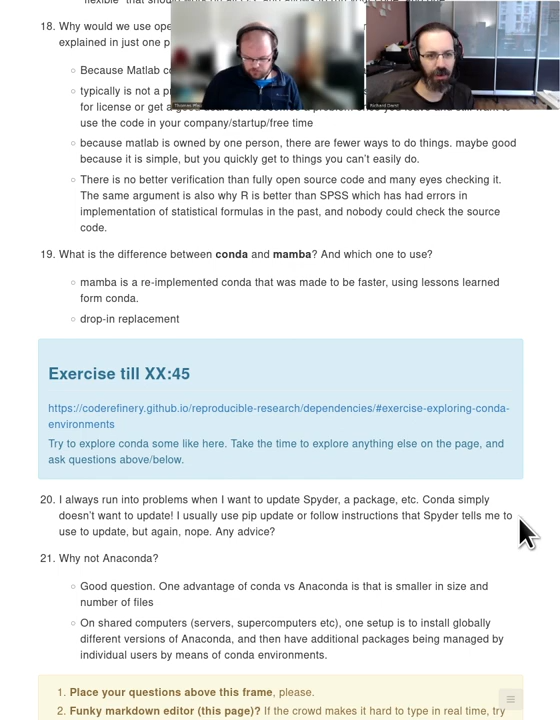 "flexible" that
18. Why would we use ope
explained in just one p
Because Matlab co
typically is not a pr
for license or get a
use the code in your company/startup/free time
because matlab is owned by one person, there are fewer ways to do things. maybe good
because it is simple, but you quickly get to things you can't easily do.
There is no better verification than fully open source code and many eyes checking it.
The same argument is also why R is better than SPSS which has had errors in
implementation of statistical formulas in the past, and nobody could check the source
code.
19. What is the difference between conda and mamba? And which one to use?
mamba is a re-implemented conda that was made to be faster, using lessons learned
form conda.
drop-in replacement
Exercise till XX:45
https://coderefinery.github.io/reproducible-research/dependencies/#exercise-exploring-conda-
environments
Try to explore conda some like here. Take the time to explore anything else on the page, and
ask questions above/below.
20. I always run into problems when I want to update Spyder, a package, etc. Conda simply
doesn't want to update! I usually use pip update or follow instructions that Spyder tells me to
use to update, but again, nope. Any advice?
21. Why not Anaconda?
Good question. One advantage of conda vs Anaconda is that is smaller in size and
number of files
On shared computers (servers, supercomputers etc), one setup is to install globally
different versions of Anaconda, and then have additional packages being managed by
individual users by means of conda environments.
1. Place your questions above this frame, please.
2. Funky markdown editor (this page)? If the crowd makes it hard to type in real time, try